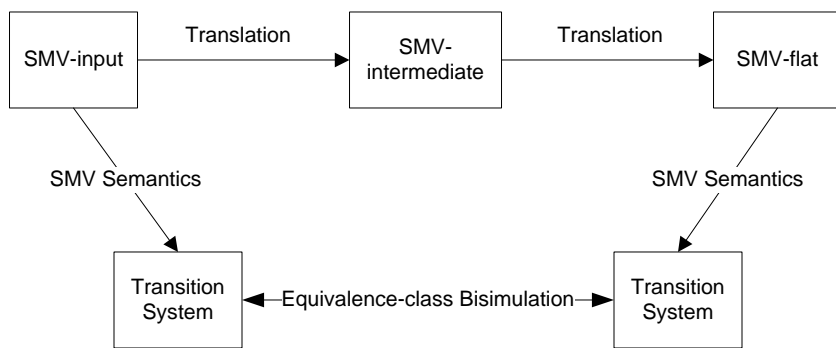 SMV-input
Translation
SMV-
intermediate
Translation
SMV-flat
SMV Semantics
SMV Semantics
Transition
System
Equivalence-class Bisimulation
Transition
System